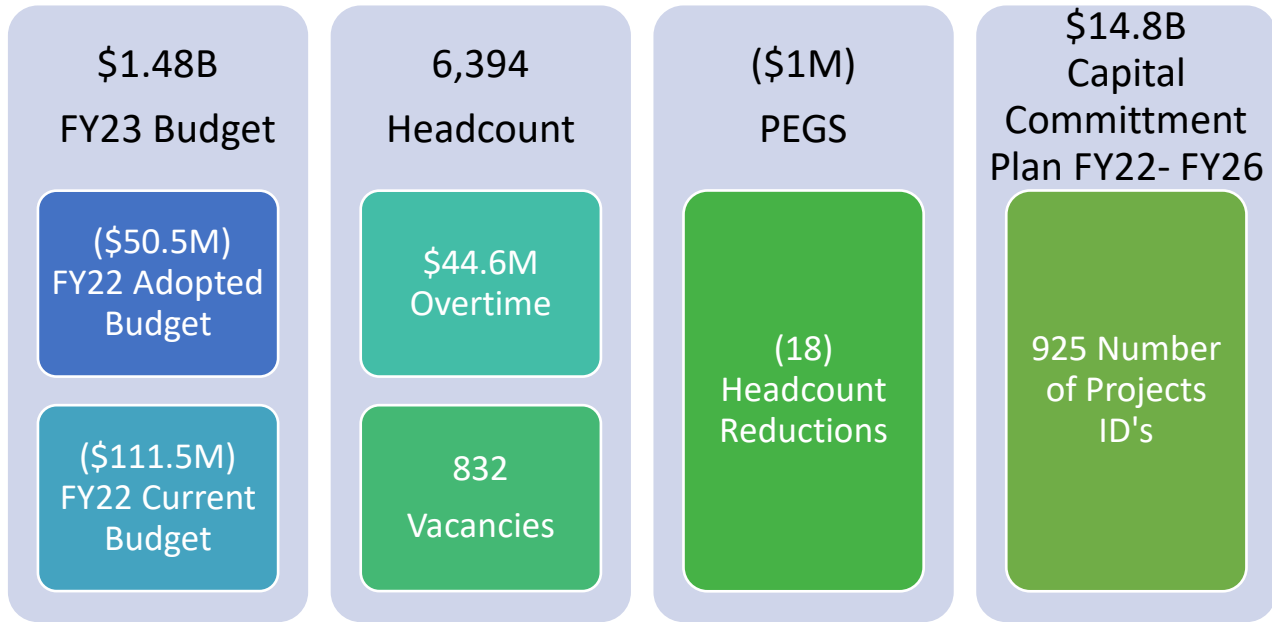 $1.48B
FY23 Budget
($50.5M)
FY22 Adopted
Budget
($111.5M)
FY22 Current
Budget
6,394
Headcount
$44.6M
Overtime
832
Vacancies
($1M)
PEGS
(18)
Headcount
Reductions
$14.8B
Capital
Committment
Plan FY22- FY26
925 Number
of Projects
ID's